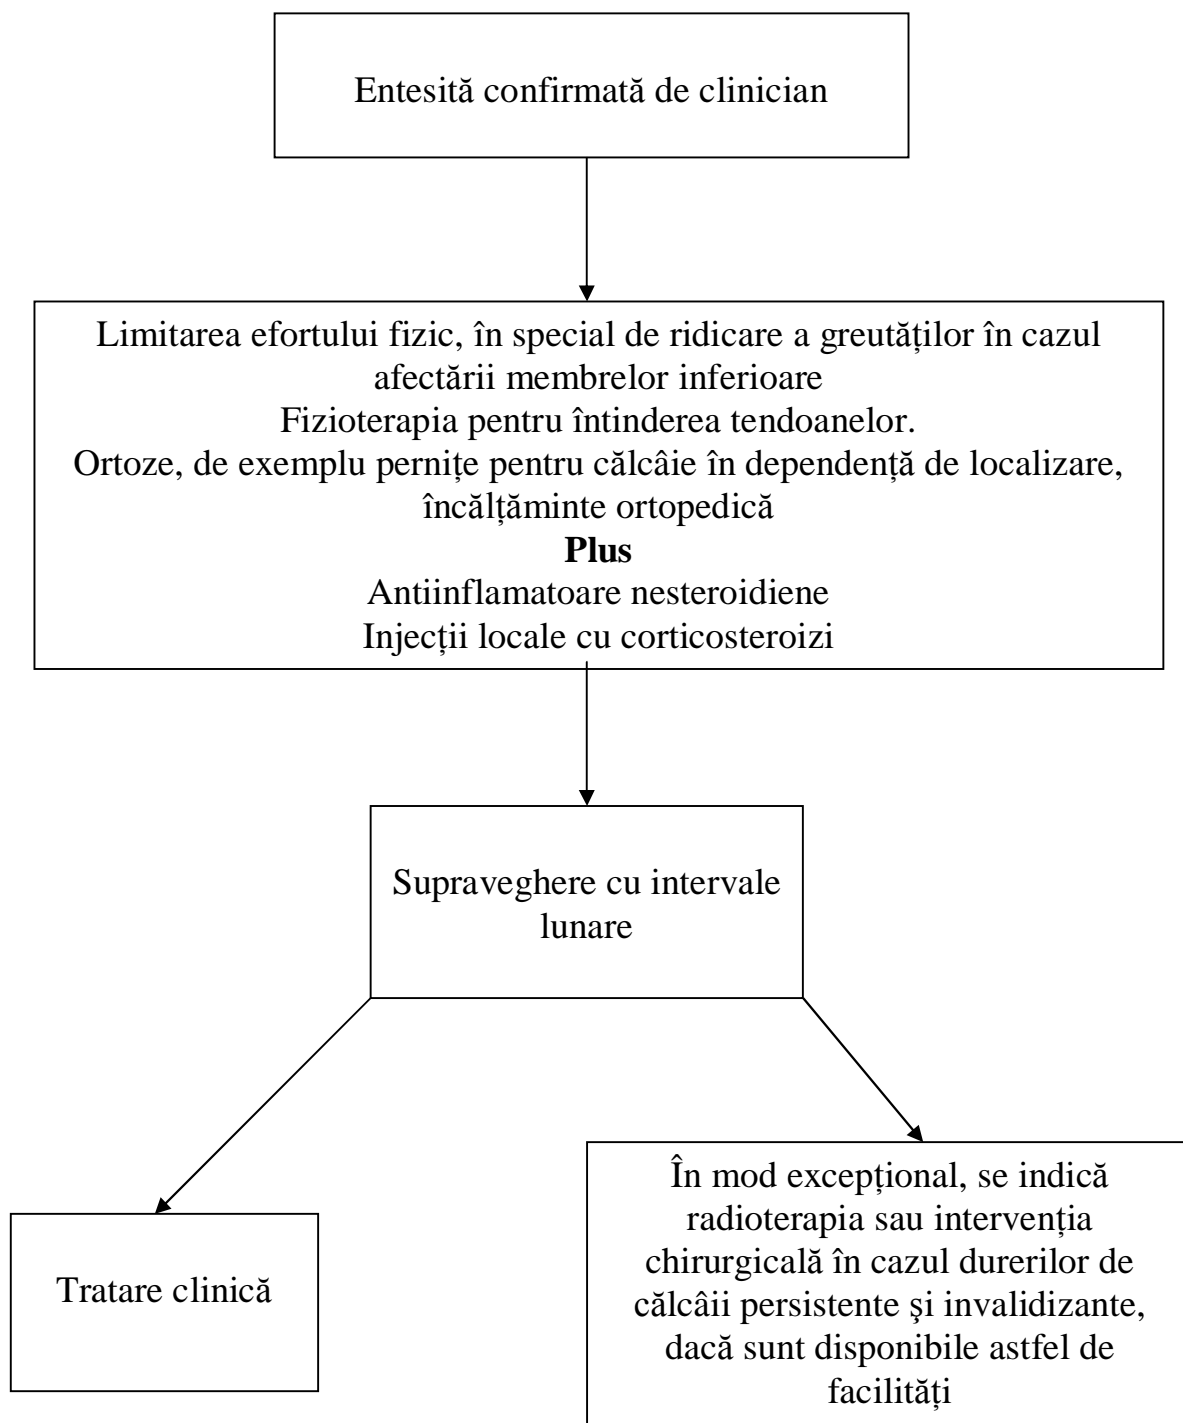 Entesită confirmată de clinician
Limitarea efortului fizic, în special de ridicare a greutăților în cazul
afectării membrelor inferioare
Fizioterapia pentru întinderea tendoanelor.
Ortoze, de exemplu pernițe pentru călcâie în dependență de localizare,
încălțăminte ortopedică
Plus
Antiinflamatoare nesteroidiene
Injecții locale cu corticosteroizi
Supraveghere cu intervale
lunare
Tratare clinică
În mod excepțional, se indică
radioterapia sau intervenția
chirurgicală în cazul durerilor de
călcâii persistente şi invalidizante,
dacă sunt disponibile astfel de
facilități